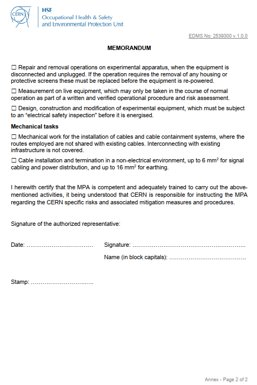 CERN
HSE
Occupational Health & Safety
and Environmental Protection Unit
EDMS No. 2539300 v.1.0.0
MEMORANDUM
☐ Repair and removal operations on experimental apparatus, when the equipment is
disconnected and unplugged. If the operation requires the removal of any housing or
protective screens these must be replaced before the equipment is re-powered.
☐ Measurement on live equipment, which may only be taken in the course of normal
operation as part of a written and verified operational procedure and risk assessment.
☐ Design, construction and modification of experimental equipment, which must be subject
to an “electrical safety inspection” before it is energised.
Mechanical tasks
☐ Mechanical work for the installation of cables and cable containment systems, where the
routes employed are not shared with existing cables. Interconnecting with existing
infrastructure is not covered.
☐ Cable installation and termination in a non-electrical environment, up to 6 mm² for signal
cabling and power distribution, and up to 16 mm² for earthing.
I herewith certify that the MPA is competent and adequately trained to carry out the above-
mentioned activities, it being understood that CERN is responsible for instructing the MPA
regarding the CERN specific risks and associated mitigation measures and procedures.
Signature of the authorized representative:
Date: ………………………… Signature: ……………………………………………
Name (in block capitals): ……………………………
Stamp: ………………………
Annex - Page 2 of 2